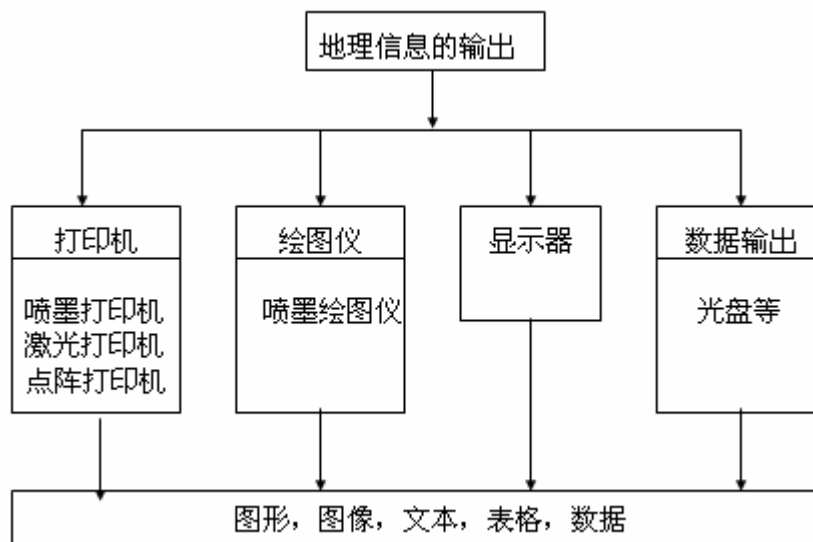 地理信息的输出
打印机
喷墨打印机
激光打印机
点阵打印机
绘图仪
喷墨绘图仪
显示器
数据输出
光盘等
图形，图像，文本，表格，数据